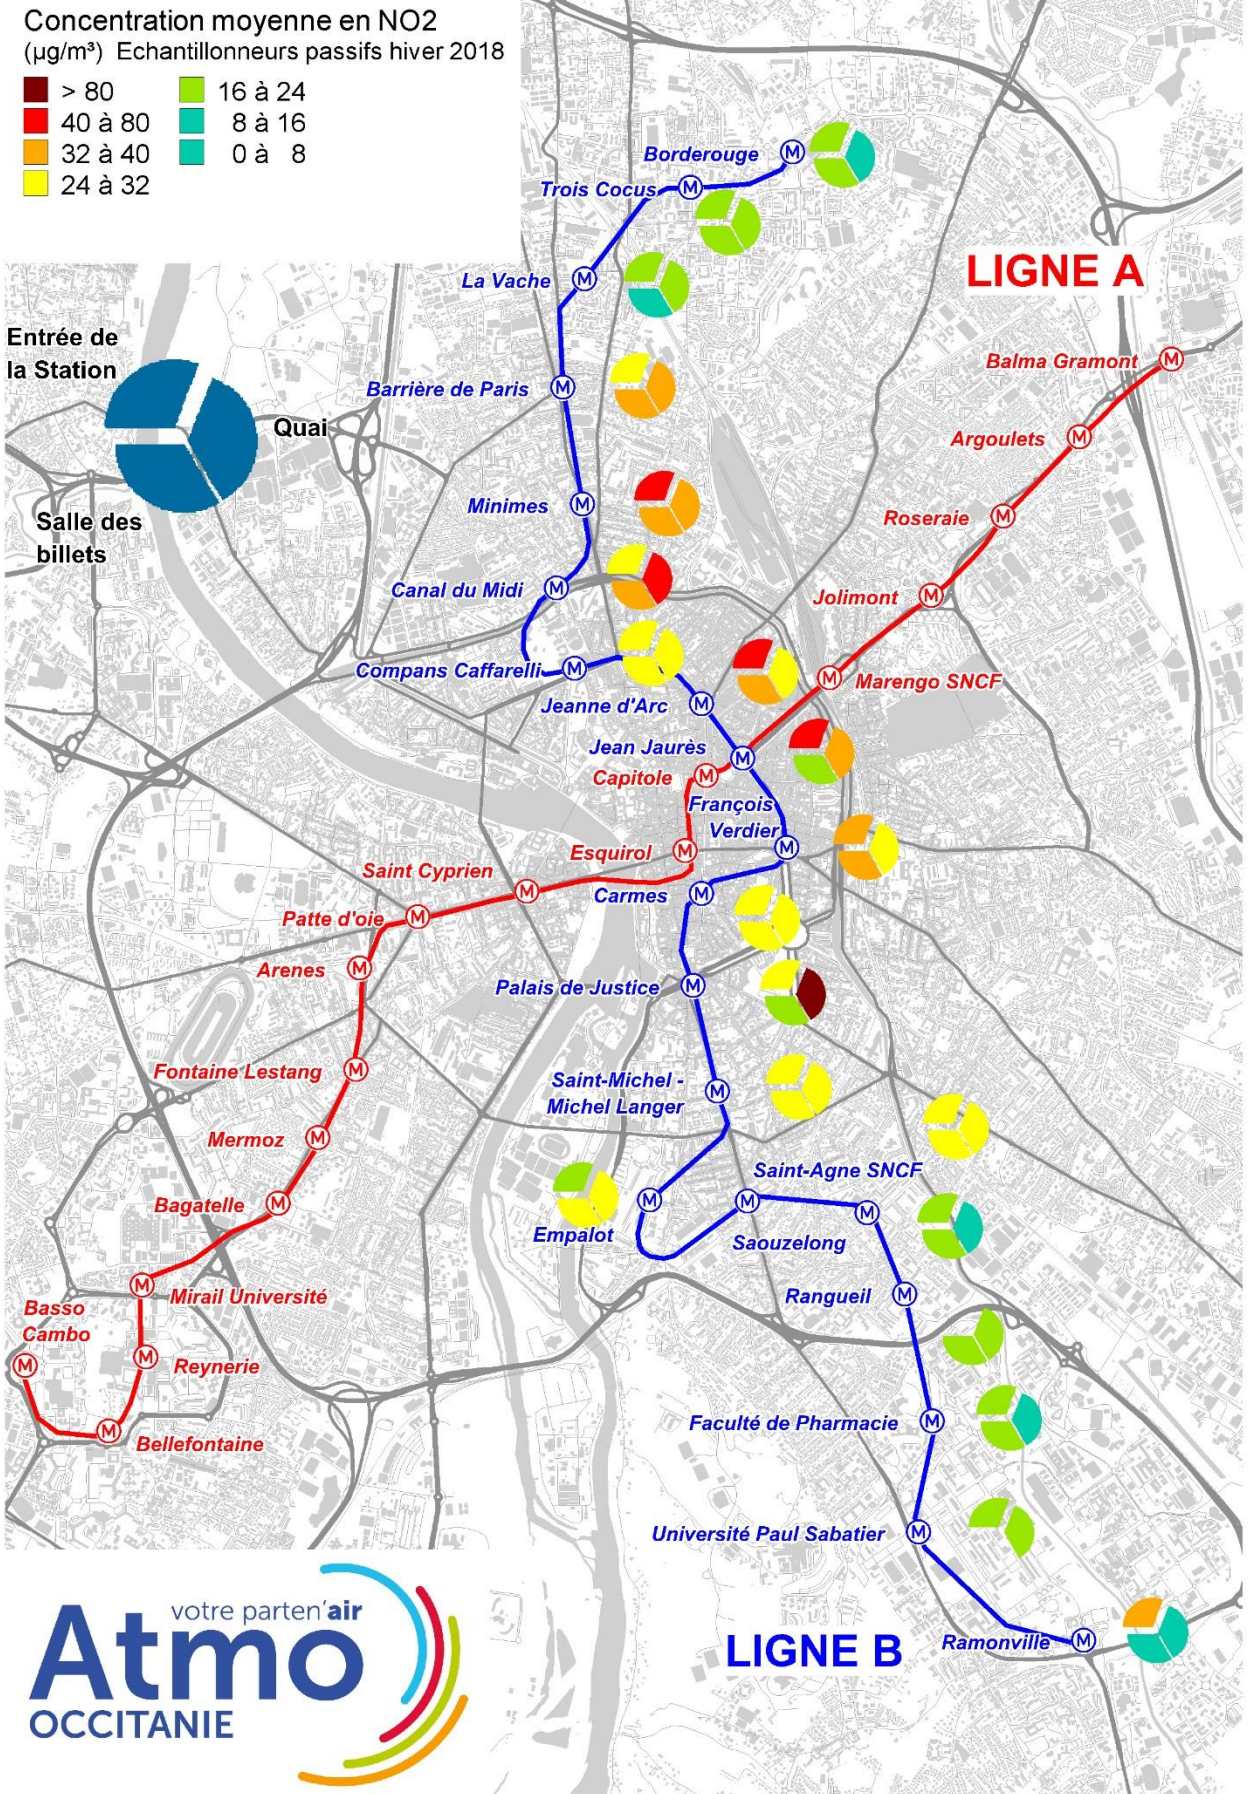 Concentration moyenne en NO2
(µg/m³) Echantillonneurs passifs hiver 2018
> 80
40 à 80
32 à 40
24 à 32
16 à 24
8 à 16
0 à 8
Entrée de
la Station
Quai
Salle des
billets
LIGNE A
Borderouge
M
Trois Cocus
M
La Vache
M
Barrière de Paris
M
Minimes
M
Canal du Midi
M
Compans Caffarelli
M
Jeanne d'Arc
M
Jean Jaurès
M
François
Verdier
M
Carmes
M
Palais de Justice
M
Saint-Michel -
Michel Langer
M
Empalot
M
Saint-Agne SNCF
M
Saouzelong
M
Rangueil
M
Faculté de Pharmacie
M
Université Paul Sabatier
M
Ramonville
M
LIGNE B
Balma Gramont
M
Argoulets
M
Roseraie
M
Jolimont
M
Marengo SNCF
M
Capitole
M
Esquirol
M
Saint Cyprien
M
Patte d'oie
M
Arenes
M
Fontaine Lestang
M
Mermoz
M
Bagatelle
M
Mirail Université
M
Reynerie
M
Bellefontaine
M
Basso
Cambo
M
votre parten'air
Atmo
OCCITANIE